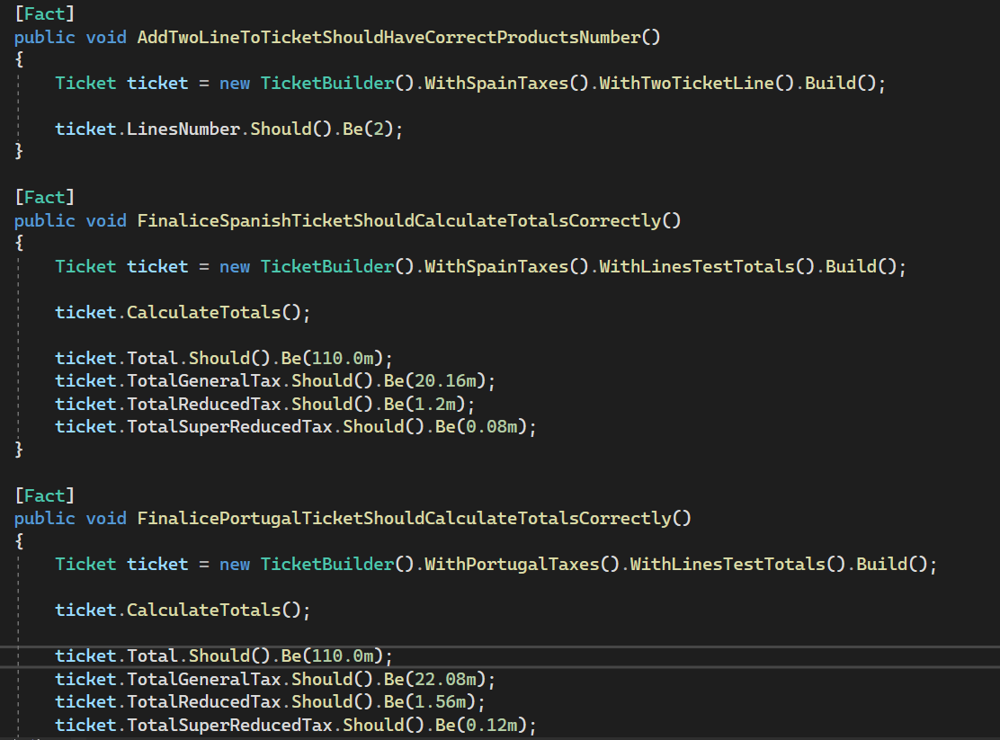 [Fact]
public void AddTwoLineToTicketShouldHaveCorrectProductsNumber()
{
Ticket ticket = new TicketBuilder().WithSpainTaxes().WithTwoTicketLine().Build();
ticket.LinesNumber.Should().Be(2);
}
[Fact]
public void FinaliceSpanishTicketShouldCalculateTotalsCorrectly()
{
Ticket ticket = new TicketBuilder().WithSpainTaxes().WithLinesTestTotals().Build();
ticket.CalculateTotals();
ticket.Total.Should().Be(110.0m);
ticket.TotalGeneralTax.Should().Be(20.16m);
ticket.TotalReducedTax.Should().Be(1.2m);
ticket.TotalSuperReducedTax.Should().Be(0.08m);
}
[Fact]
public void FinalicePortugalTicketShouldCalculateTotalsCorrectly()
{
Ticket ticket = new TicketBuilder().WithPortugalTaxes().WithLinesTestTotals().Build();
ticket.CalculateTotals();
ticket.Total.Should().Be(110.0m);
ticket.TotalGeneralTax.Should().Be(22.08m);
ticket.TotalReducedTax.Should().Be(1.56m);
ticket.TotalSuperReducedTax.Should().Be(0.12m);